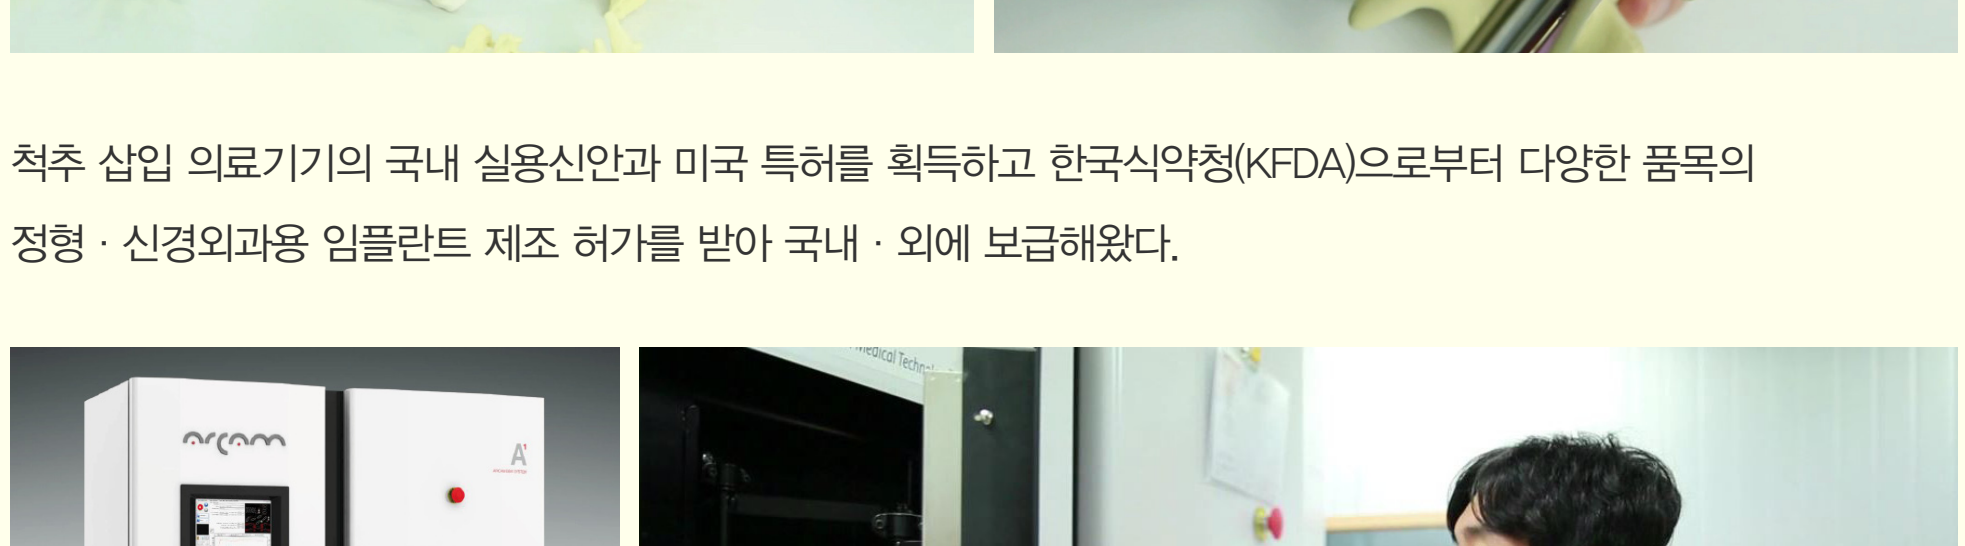 척추 삽입 의료기기의 국내 실용신안과 미국 특허를 획득하고 한국식약청(KFDA)으로부터 다양한 품목의
정형 · 신경외과용 임플란트 제조 허가를 받아 국내 · 외에 보급해왔다.
arcam
A1
Medical